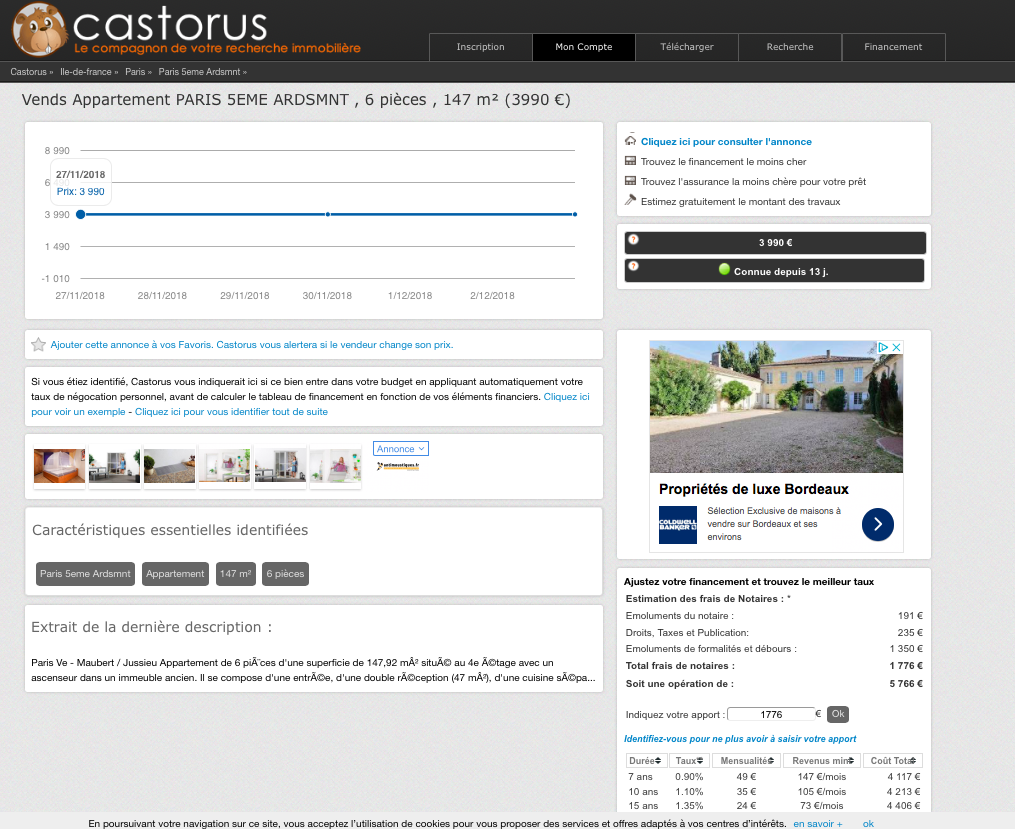 castorus
Le compagnon de votre recherche immobilière
Inscription
Mon Compte
Télécharger
Recherche
Financement
Castorus » Ile-de-france » Paris » Paris 5eme Ardsmnt »
Vends Appartement PARIS 5EME ARDSMNT , 6 pièces , 147 m² (3990 €)
8 990
27/11/2018
Prix: 3 990
3 990
1 490
-1 010
27/11/2018 28/11/2018 29/11/2018 30/11/2018 1/12/2018 2/12/2018
Cliquez ici pour consulter l'annonce
Trouvez le financement le moins cher
Trouvez l'assurance la moins chère pour votre prêt
Estimez gratuitement le montant des travaux
3 990 €
Connue depuis 13 j.
Ajouter cette annonce à vos Favoris. Castorus vous alertera si le vendeur change son prix.
Si vous étiez identifié, Castorus vous indiquerait ici si ce bien entre dans votre budget en appliquant automatiquement votre
taux de négocation personnel, avant de calculer le tableau de financement en fonction de vos éléments financiers. Cliquez ici
pour voir un exemple - Cliquez ici pour vous identifier tout de suite
Annonce
antimoustiques.fr
Caractéristiques essentielles identifiées
Paris 5eme Ardsmnt
Appartement
147 m²
6 pièces
Extrait de la dernière description :
Paris Ve - Maubert / Jussieu Appartement de 6 piÃ¨ces d'une superficie de 147,92 mÂ² situÃ© au 4e Ã©tage avec un
ascenseur dans un immeuble ancien. Il se compose d'une entrÃ©e, d'une double rÃ©ception (47 mÂ²), d'une cuisine sÃ©pa...
Propriétés de luxe Bordeaux
COLDWELL
BANKER
Sélection Exclusive de maisons à
vendre sur Bordeaux et ses
environs
Ajustez votre financement et trouvez le meilleur taux
Estimation des frais de Notaires : *
Emoluments du notaire : 191 €
Droits, Taxes et Publication: 235 €
Emoluments de formalités et débours : 1 350 €
Total frais de notaires : 1 776 €
Soit une opération de : 5 766 €
Indiquez votre apport : 1776 € Ok
Identifiez-vous pour ne plus avoir à saisir votre apport
Durée Taux Mensualités Revenus min Coût Total
7 ans 0.90% 49 € 147 €/mois 4 117 €
10 ans 1.10% 35 € 105 €/mois 4 213 €
15 ans 1.35% 24 € 73 €/mois 4 406 €
En poursuivant votre navigation sur ce site, vous acceptez l'utilisation de cookies pour vous proposer des services et offres adaptés à vos centres d'intérêts. en savoir + ok